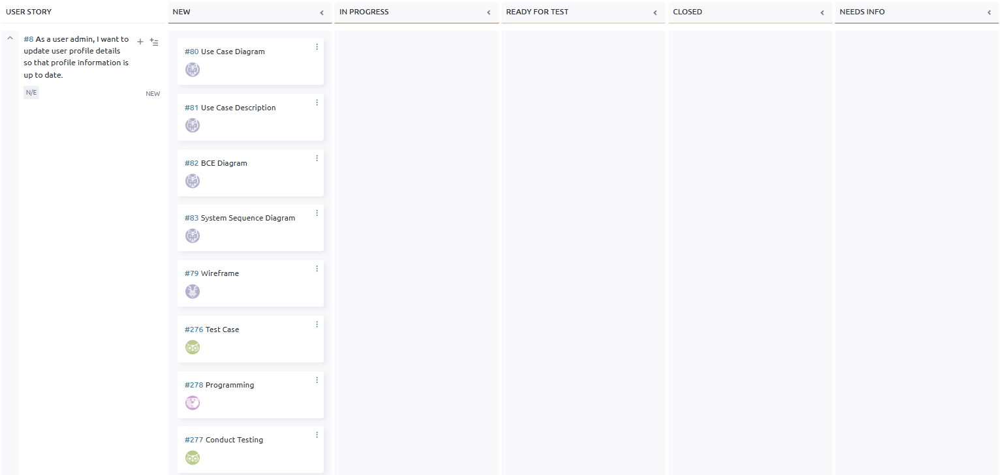 USER STORY
NEW
IN PROGRESS
READY FOR TEST
CLOSED
NEEDS INFO
#8 As a user admin, I want to
update user profile details
so that profile information is
up to date.
N/E
NEW
#80 Use Case Diagram
#81 Use Case Description
#82 BCE Diagram
#83 System Sequence Diagram
#79 Wireframe
#276 Test Case
#278 Programming
#277 Conduct Testing